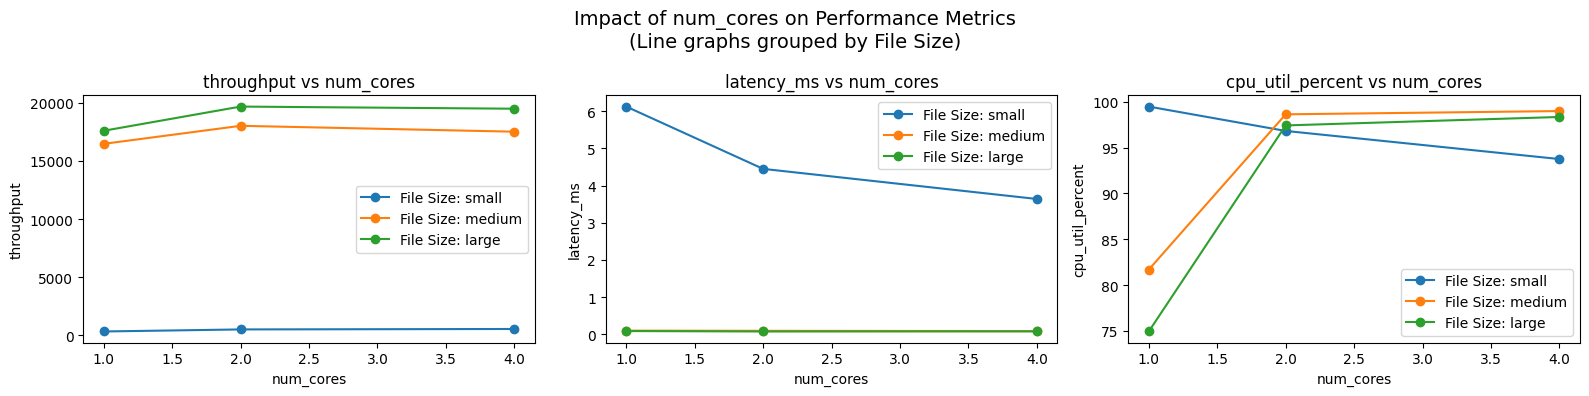 Impact of num_cores on Performance Metrics
(Line graphs grouped by File Size)
throughput vs num_cores
throughput
20000
15000
10000
5000
0
File Size: small
File Size: medium
File Size: large
1.0 1.5 2.0 2.5 3.0 3.5 4.0
num_cores
latency_ms vs num_cores
latency_ms
6
5
4
3
2
1
0
File Size: small
File Size: medium
File Size: large
1.0 1.5 2.0 2.5 3.0 3.5 4.0
num_cores
cpu_util_percent vs num_cores
cpu_util_percent
100
95
90
85
80
75
File Size: small
File Size: medium
File Size: large
1.0 1.5 2.0 2.5 3.0 3.5 4.0
num_cores